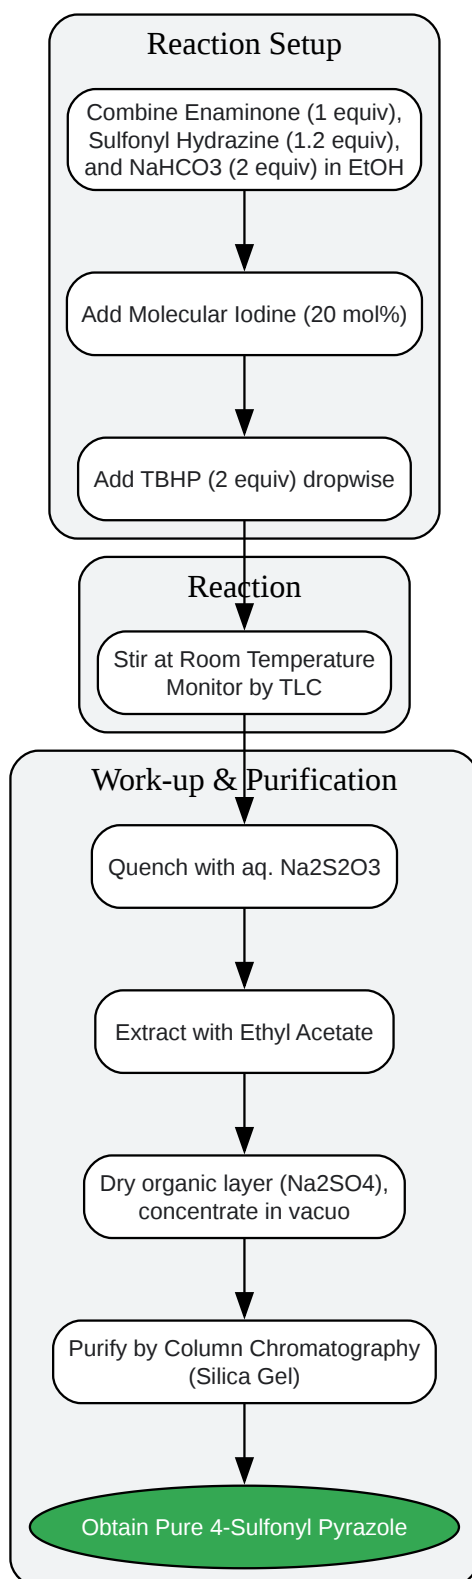 Reaction Setup
Combine Enaminone (1 equiv),
Sulfonyl Hydrazine (1.2 equiv),
and NaHCO3 (2 equiv) in EtOH
Add Molecular Iodine (20 mol%)
Add TBHP (2 equiv) dropwise
Reaction
Stir at Room Temperature
Monitor by TLC
Work-up & Purification
Quench with aq. Na2S2O3
Extract with Ethyl Acetate
Dry organic layer (Na2SO4),
concentrate in vacuo
Purify by Column Chromatography
(Silica Gel)
Obtain Pure 4-Sulfonyl Pyrazole